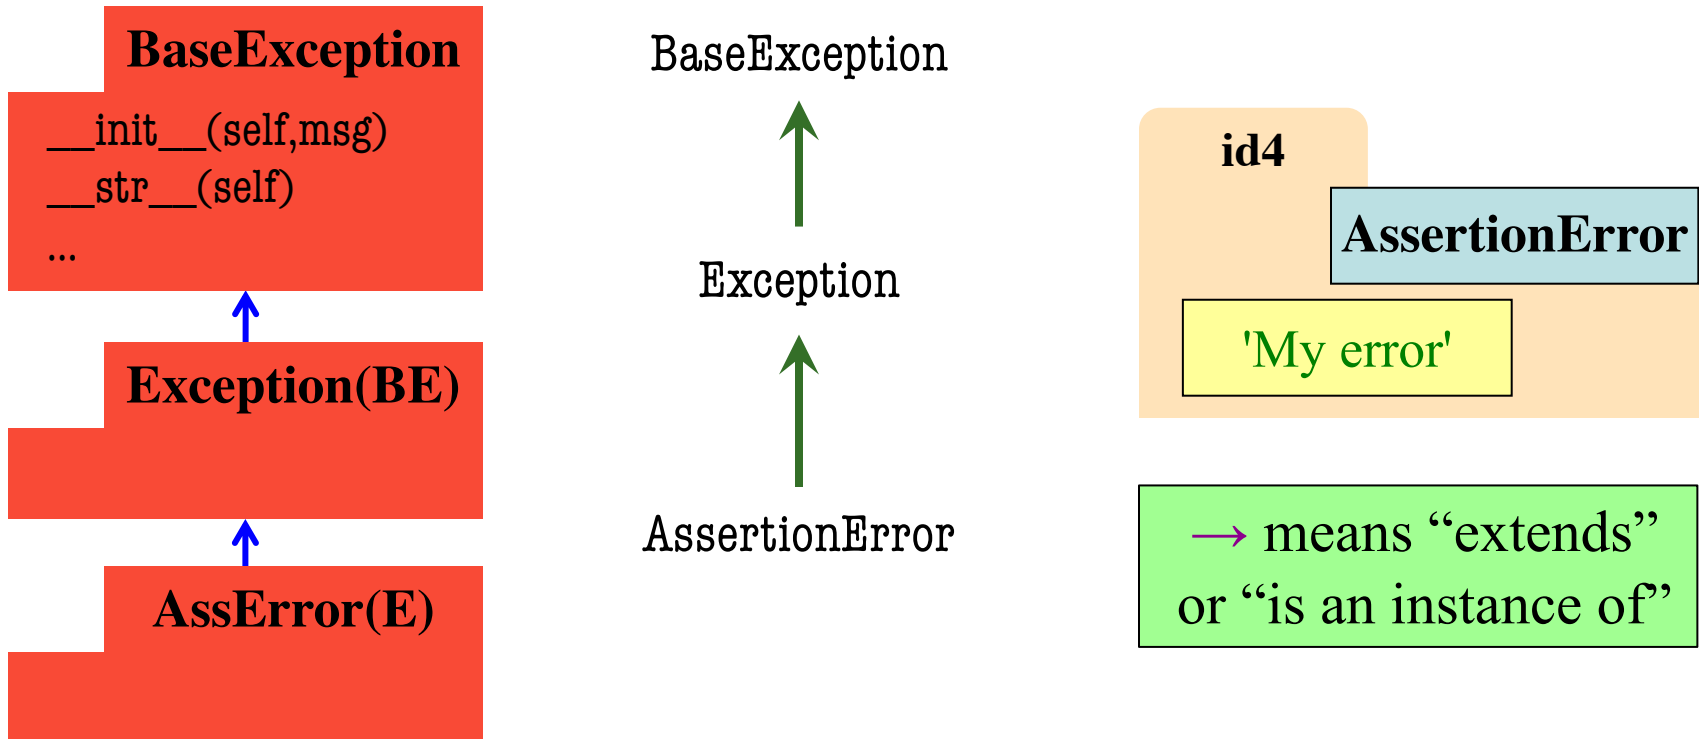 BaseException
__init__(self,msg)
__str__(self)
...
Exception(BE)
AssError(E)
BaseException
Exception
AssertionError
id4
AssertionError
'My error'
→ means “extends”
or “is an instance of”